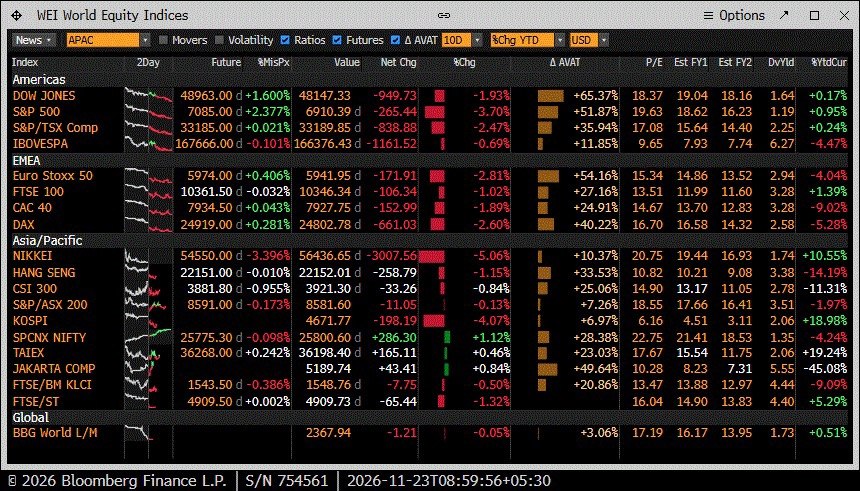 WEI World Equity Indices Options
News APAC Movers Volatility Ratios Futures Δ AVAT 10D %Chg YTD USD
Index 2Day Future %MisPx Value Net Chg %Chg Δ AVAT P/E Est FY1 Est FY2 DvYld %YtdCur
Americas
DOW JONES 48963.00 d +1.600% 48147.33 -949.73 -1.93% +65.37% 18.37 19.04 18.16 1.64 +0.17%
S&P 500 7085.00 d +2.377% 6910.39 d -265.44 -3.70% +51.87% 19.63 18.62 16.23 1.19 +0.95%
S&P/TSX Comp 33185.00 d +0.021% 33189.85 d -838.88 -2.47% +35.94% 17.08 15.64 14.40 2.25 +0.24%
IBOVESPA 167666.00 d -0.101% 166376.43 d -1161.52 -0.69% +11.85% 9.65 7.93 7.74 6.27 -4.47%
EMEA
Euro Stoxx 50 5974.00 d +0.406% 5941.95 d -171.91 -2.81% +54.16% 15.34 14.86 13.52 2.94 -4.04%
FTSE 100 10361.50 d -0.032% 10346.34 d -106.34 -1.02% +27.16% 13.51 11.99 11.60 3.28 +1.39%
CAC 40 7934.50 d +0.043% 7927.75 d -152.99 -1.89% +24.91% 14.67 13.70 12.83 3.28 -9.02%
DAX 24919.00 d +0.281% 24802.78 d -661.03 -2.60% +40.22% 16.70 16.58 14.32 2.58 -5.28%
Asia/Pacific
NIKKEI 54550.00 d -3.396% 56436.65 d -3007.56 -5.06% +10.37% 20.75 19.44 16.93 1.74 +10.55%
HANG SENG 22151.00 d -0.010% 22152.01 d -258.79 -1.15% +33.53% 10.82 10.21 9.08 3.38 -14.19%
CSI 300 3881.80 d -0.955% 3921.30 d -33.26 -0.84% +25.06% 14.90 13.17 11.05 2.78 -11.31%
S&P/ASX 200 8591.00 d -0.173% 8581.60 d -11.05 -0.13% +7.26% 18.55 17.66 16.41 3.51 -1.97%
KOSPI 4671.77 -198.19 -4.07% +6.97% 6.16 4.51 3.11 2.06 +18.98%
SPCNX NIFTY 25775.30 d -0.098% 25800.60 d +286.30 +1.12% +28.38% 22.75 21.41 18.53 1.35 -4.24%
TAIEX 36268.00 d +0.242% 36198.40 d +165.11 +0.46% +23.03% 17.67 15.54 11.75 2.06 +19.24%
JAKARTA COMP 5189.74 +43.41 +0.84% +49.64% 10.28 8.23 7.31 5.55 -45.08%
FTSE/BM KLCI 1543.50 d -0.386% 1548.76 d -7.75 -0.50% +20.86% 13.47 13.88 12.97 4.44 -9.09%
FTSE/ST 4909.50 d +0.002% 4909.73 d -65.44 -1.32% 16.04 14.90 13.83 4.40 +5.29%
Global
BBG World L/M 2367.94 -1.21 -0.05% +3.06% 17.19 16.17 13.95 1.73 +0.51%
© 2026 Bloomberg Finance L.P. | S/N 754561 | 2026-11-23T08:59:56+05:30